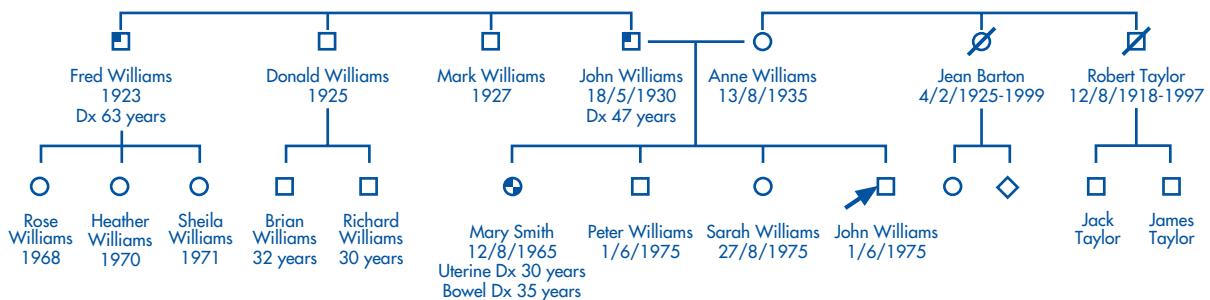 Fred Williams
1923
Dx 63 years
Donald Williams
1925
Mark Williams
1927
John Williams
18/5/1930
Dx 47 years
Anne Williams
13/8/1935
Jean Barton
4/2/1925-1999
Robert Taylor
12/8/1918-1997
Rose
Williams
1968
Heather
Williams
1970
Sheila
Williams
1971
Brian
Williams
32 years
Richard
Williams
30 years
Mary Smith
12/8/1965
Uterine Dx 30 years
Bowel Dx 35 years
Peter Williams
1/6/1975
Sarah Williams
27/8/1975
John Williams
1/6/1975
Jack
Taylor
James
Taylor